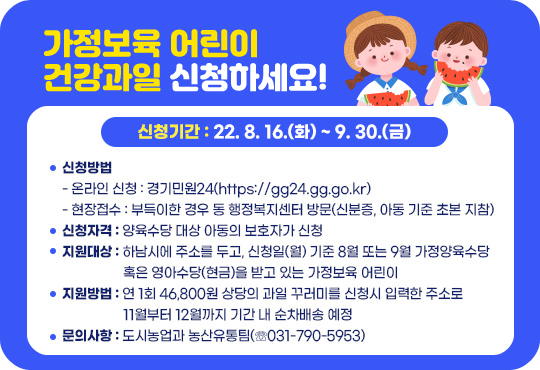 가정보육 어린이
건강과일 신청하세요!
신청기간 : 22. 8. 16.(화) ~ 9. 30.(금)
• 신청방법
- 온라인 신청 : 경기민원24(https://gg24.gg.go.kr)
- 현장접수 : 부득이한 경우 동 행정복지센터 방문(신분증, 아동 기준 초본 지참)
• 신청자격 : 양육수당 대상 아동의 보호자가 신청
• 지원대상 : 하남시에 주소를 두고, 신청일(월) 기준 8월 또는 9월 가정양육수당
혹은 영아수당(현금)을 받고 있는 가정보육 어린이
• 지원방법 : 연 1회 46,800원 상당의 과일 꾸러미를 신청시 입력한 주소로
11월부터 12월까지 기간 내 순차배송 예정
• 문의사항 : 도시농업과 농산유통팀(☏031-790-5953)